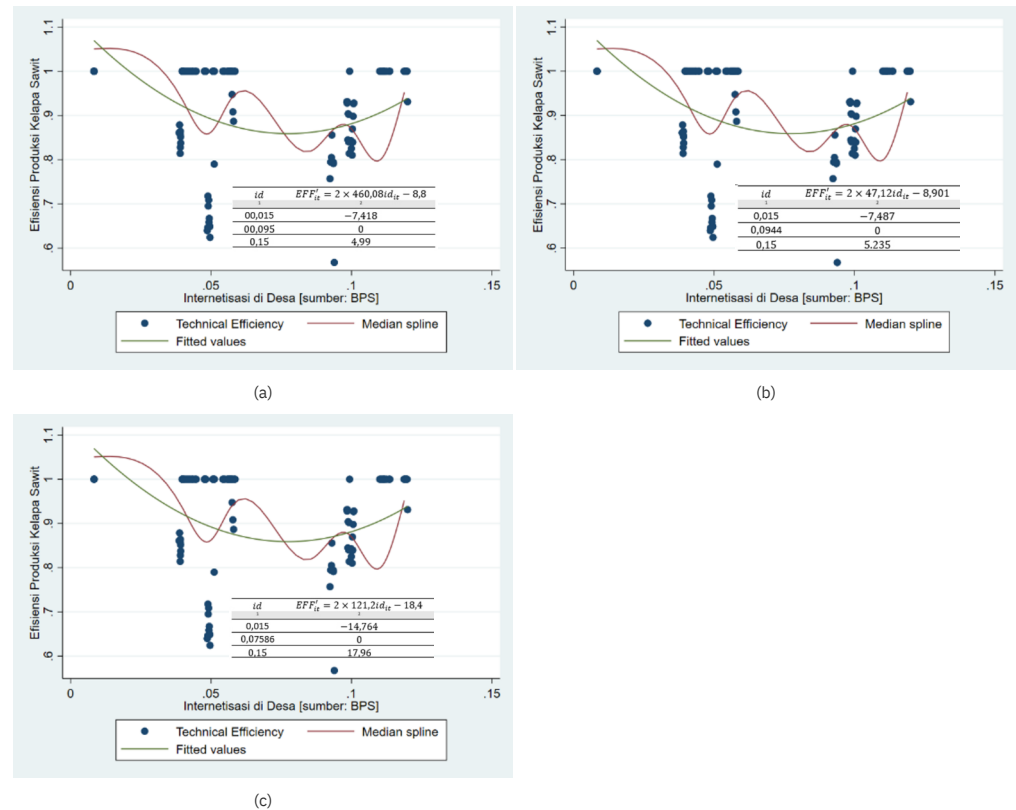 Efisiensi Produksi Kelapa Sawit
1.1
1
.9
.8
.7
.6
id EFF'ᵢₜ = 2 × 460,08idᵢₜ − 8,8
00,015 −7,418
00,095 0
0,15 4,99
0 .05 .1 .15
Internetisasi di Desa [sumber: BPS]
Technical Efficiency Median spline
Fitted values
(a)
Efisiensi Produksi Kelapa Sawit
1.1
1
.9
.8
.7
.6
id EFF'ᵢₜ = 2 × 47,12idᵢₜ − 8,901
0,015 −7,487
0,0944 0
0,15 5.235
0 .05 .1 .15
Internetisasi di Desa [sumber: BPS]
Technical Efficiency Median spline
Fitted values
(b)
Efisiensi Produksi Kelapa Sawit
1.1
1
.9
.8
.7
.6
id EFF'ᵢₜ = 2 × 121,2idᵢₜ − 18,4
0,015 −14,764
0,07586 0
0,15 17,96
0 .05 .1 .15
Internetisasi di Desa [sumber: BPS]
Technical Efficiency Median spline
Fitted values
(c)